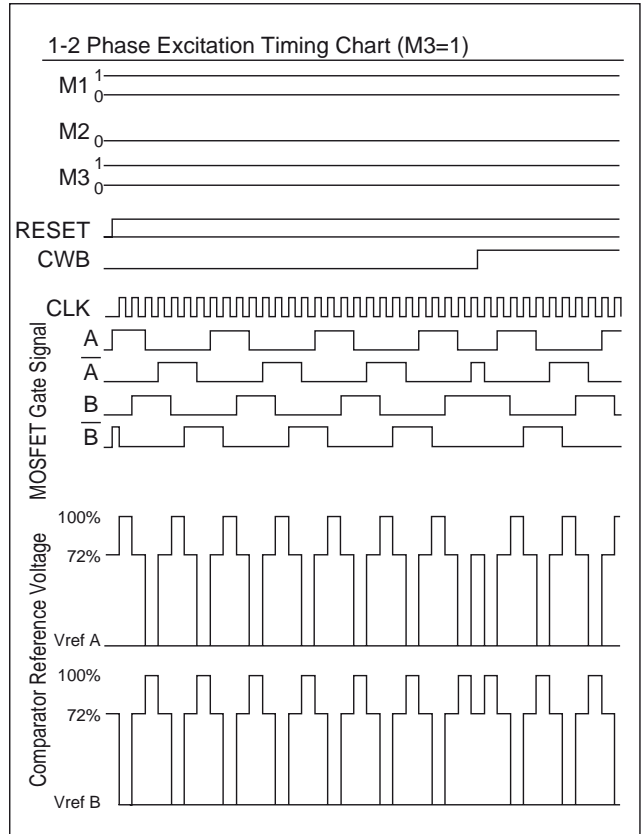 1-2 Phase Excitation Timing Chart (M3=1)
M1 1
0
M2 0
M3 1
0
RESET
CWB
CLK
MOSFET Gate Signal
A
A̅
B
B̅
Comparator Reference Voltage
100%
72%
Vref A
100%
72%
Vref B